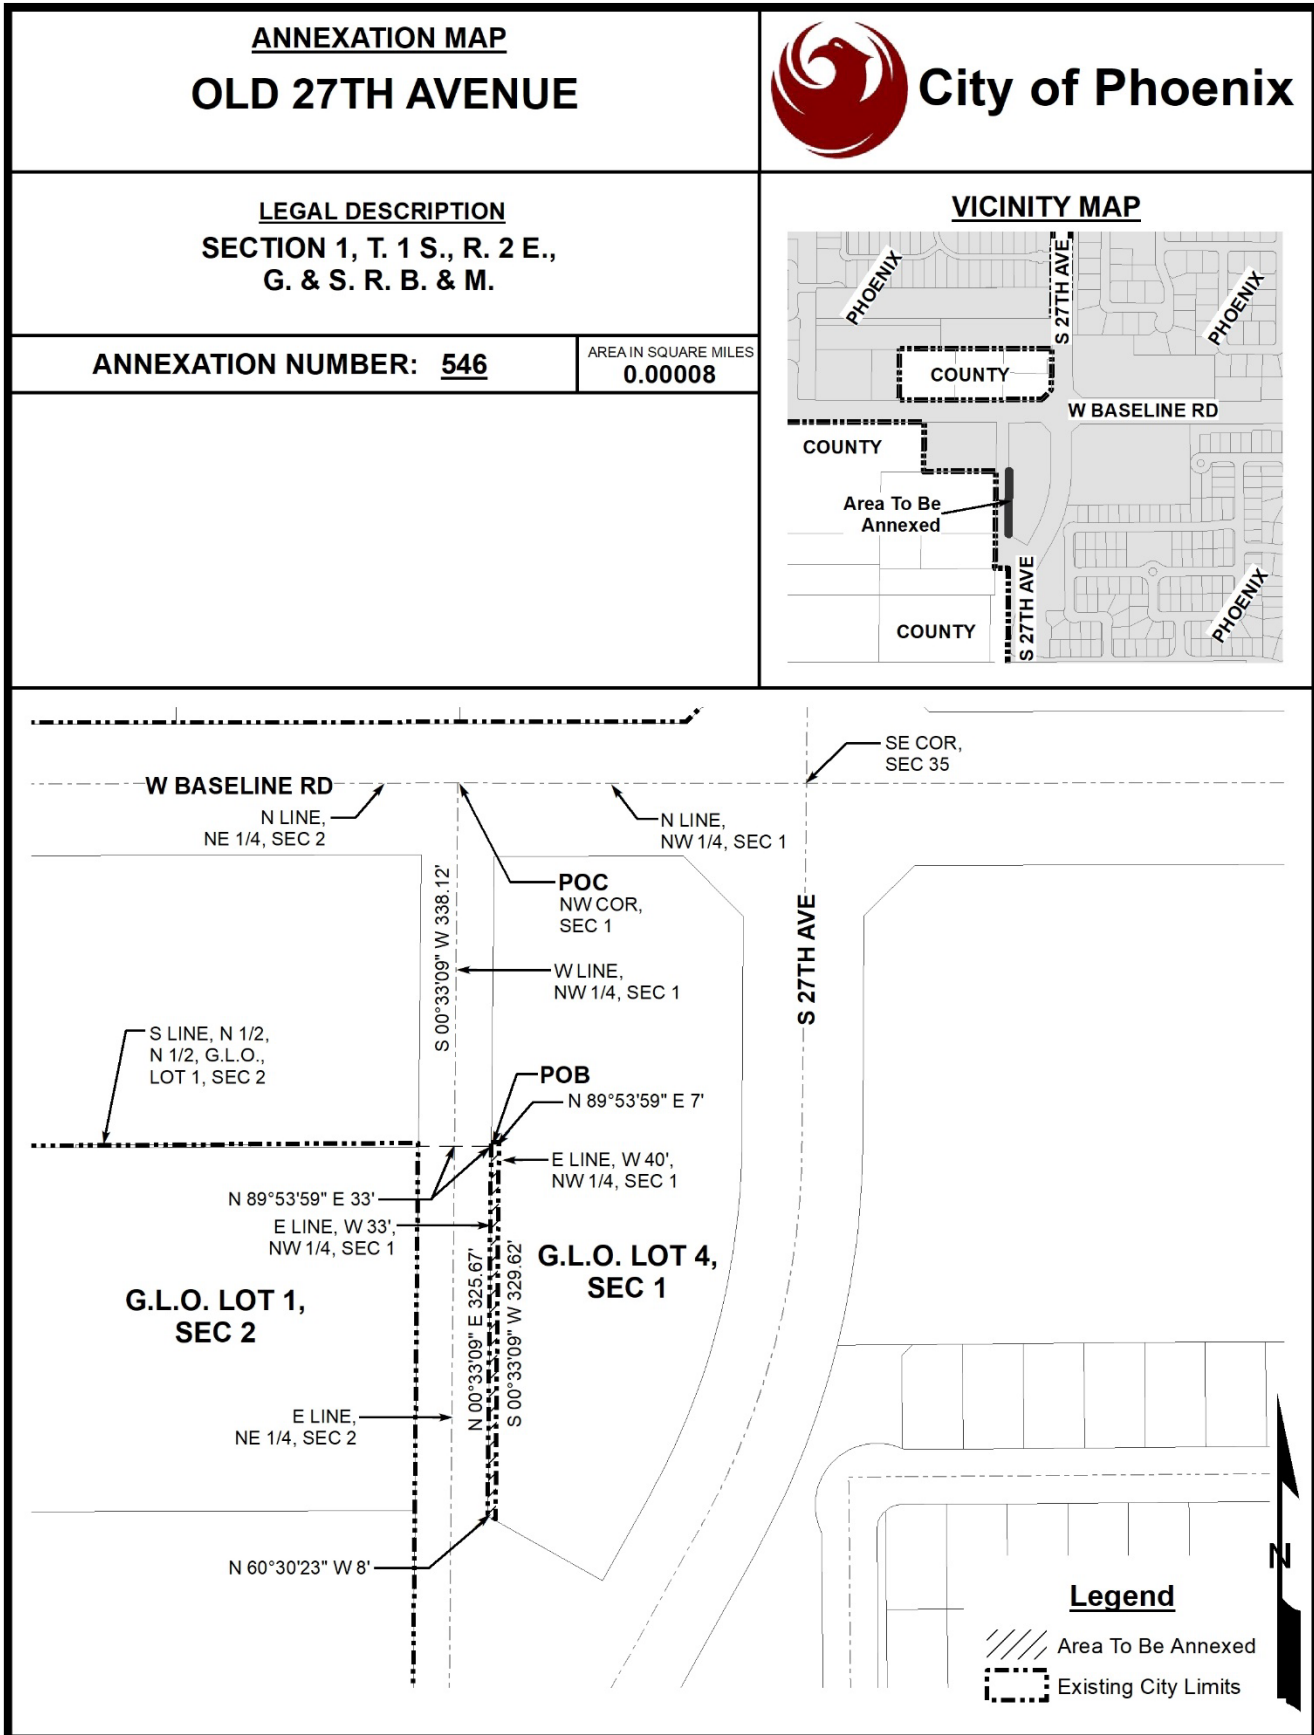 ANNEXATION MAP
OLD 27TH AVENUE
City of Phoenix
LEGAL DESCRIPTION
SECTION 1, T. 1 S., R. 2 E.,
G. & S. R. B. & M.
ANNEXATION NUMBER: 546
AREA IN SQUARE MILES
0.00008
VICINITY MAP
PHOENIX
S 27TH AVE
PHOENIX
COUNTY
W BASELINE RD
COUNTY
Area To Be
Annexed
S 27TH AVE
PHOENIX
COUNTY
SE COR,
SEC 35
W BASELINE RD
N LINE,
NE 1/4, SEC 2
N LINE,
NW 1/4, SEC 1
POC
NW COR,
SEC 1
S 00°33'09" W 338.12'
S 27TH AVE
W LINE,
NW 1/4, SEC 1
S LINE, N 1/2,
N 1/2, G.L.O.,
LOT 1, SEC 2
POB
N 89°53'59" E 7'
E LINE, W 40',
NW 1/4, SEC 1
N 89°53'59" E 33'
E LINE, W 33',
NW 1/4, SEC 1
N 00°33'09" E 325.67'
S 00°33'09" W 329.62'
G.L.O. LOT 4,
SEC 1
G.L.O. LOT 1,
SEC 2
E LINE,
NE 1/4, SEC 2
N 60°30'23" W 8'
N
Legend
Area To Be Annexed
Existing City Limits